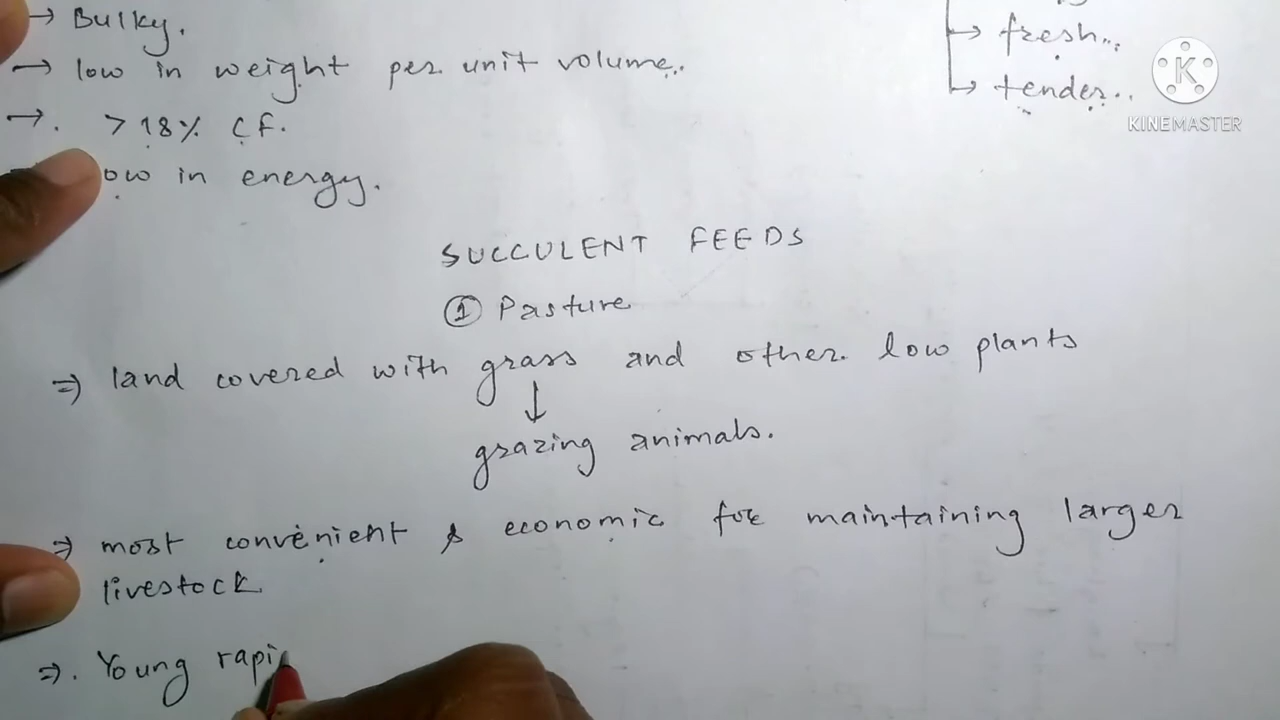 → Bulky.
→ low in weight per unit volume..
→. >18% CF.
ow in energy.
→ fresh...
→ tender..
KINEMASTER
SUCCULENT FEEDS
① Pasture
⇒ land covered with grass and other. low plants
↓
grazing animals.
⇒ most convenient & economic for maintaining larger
livestock.
⇒. Young rapi